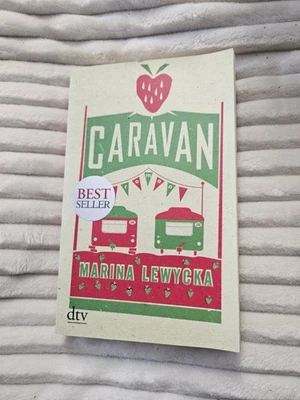 CARAVAN
BEST
SELLER
MARINA LEWYCKA
dtv